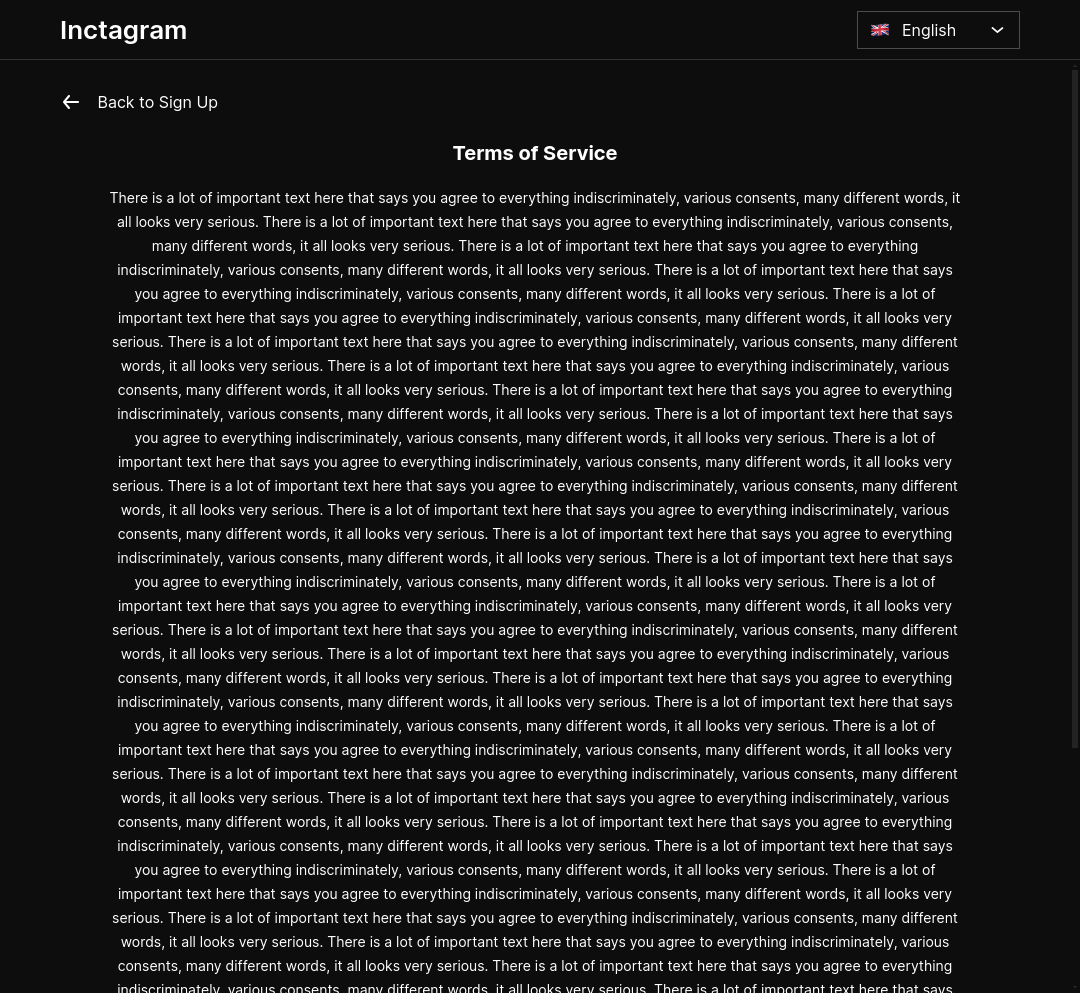 Inctagram
English
Back to Sign Up
Terms of Service
There is a lot of important text here that says you agree to everything indiscriminately, various consents, many different words, it
all looks very serious. There is a lot of important text here that says you agree to everything indiscriminately, various consents,
many different words, it all looks very serious. There is a lot of important text here that says you agree to everything
indiscriminately, various consents, many different words, it all looks very serious. There is a lot of important text here that says
you agree to everything indiscriminately, various consents, many different words, it all looks very serious. There is a lot of
important text here that says you agree to everything indiscriminately, various consents, many different words, it all looks very
serious. There is a lot of important text here that says you agree to everything indiscriminately, various consents, many different
words, it all looks very serious. There is a lot of important text here that says you agree to everything indiscriminately, various
consents, many different words, it all looks very serious. There is a lot of important text here that says you agree to everything
indiscriminately, various consents, many different words, it all looks very serious. There is a lot of important text here that says
you agree to everything indiscriminately, various consents, many different words, it all looks very serious. There is a lot of
important text here that says you agree to everything indiscriminately, various consents, many different words, it all looks very
serious. There is a lot of important text here that says you agree to everything indiscriminately, various consents, many different
words, it all looks very serious. There is a lot of important text here that says you agree to everything indiscriminately, various
consents, many different words, it all looks very serious. There is a lot of important text here that says you agree to everything
indiscriminately, various consents, many different words, it all looks very serious. There is a lot of important text here that says
you agree to everything indiscriminately, various consents, many different words, it all looks very serious. There is a lot of
important text here that says you agree to everything indiscriminately, various consents, many different words, it all looks very
serious. There is a lot of important text here that says you agree to everything indiscriminately, various consents, many different
words, it all looks very serious. There is a lot of important text here that says you agree to everything indiscriminately, various
consents, many different words, it all looks very serious. There is a lot of important text here that says you agree to everything
indiscriminately, various consents, many different words, it all looks very serious. There is a lot of important text here that says
you agree to everything indiscriminately, various consents, many different words, it all looks very serious. There is a lot of
important text here that says you agree to everything indiscriminately, various consents, many different words, it all looks very
serious. There is a lot of important text here that says you agree to everything indiscriminately, various consents, many different
words, it all looks very serious. There is a lot of important text here that says you agree to everything indiscriminately, various
consents, many different words, it all looks very serious. There is a lot of important text here that says you agree to everything
indiscriminately, various consents, many different words, it all looks very serious. There is a lot of important text here that says
you agree to everything indiscriminately, various consents, many different words, it all looks very serious. There is a lot of
important text here that says you agree to everything indiscriminately, various consents, many different words, it all looks very
serious. There is a lot of important text here that says you agree to everything indiscriminately, various consents, many different
words, it all looks very serious. There is a lot of important text here that says you agree to everything indiscriminately, various
consents, many different words, it all looks very serious. There is a lot of important text here that says you agree to everything
indiscriminately, various consents, many different words, it all looks very serious. There is a lot of important text here that says